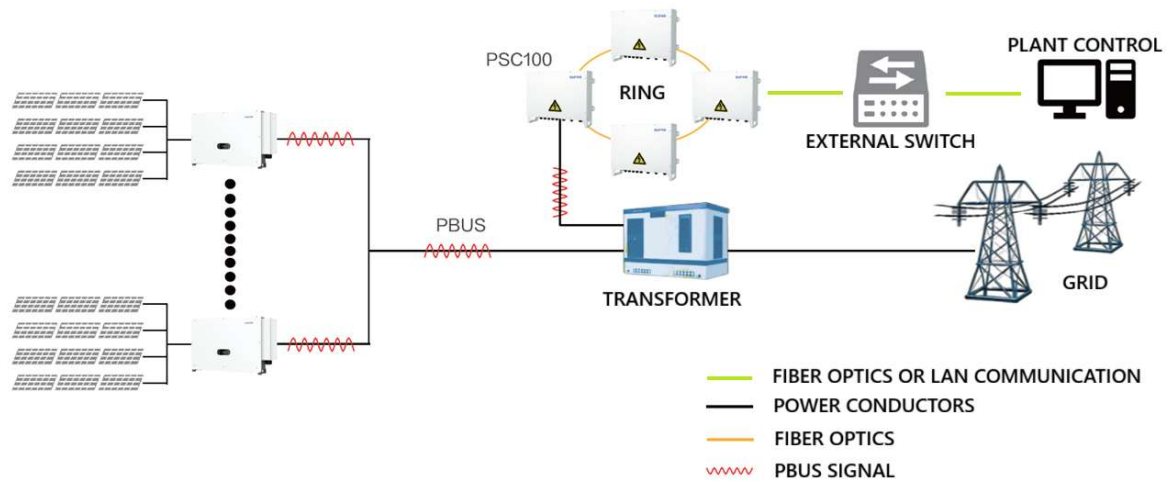 PSC100
RING
PLANT CONTROL
EXTERNAL SWITCH
PBUS
TRANSFORMER
GRID
FIBER OPTICS OR LAN COMMUNICATION
POWER CONDUCTORS
FIBER OPTICS
PBUS SIGNAL